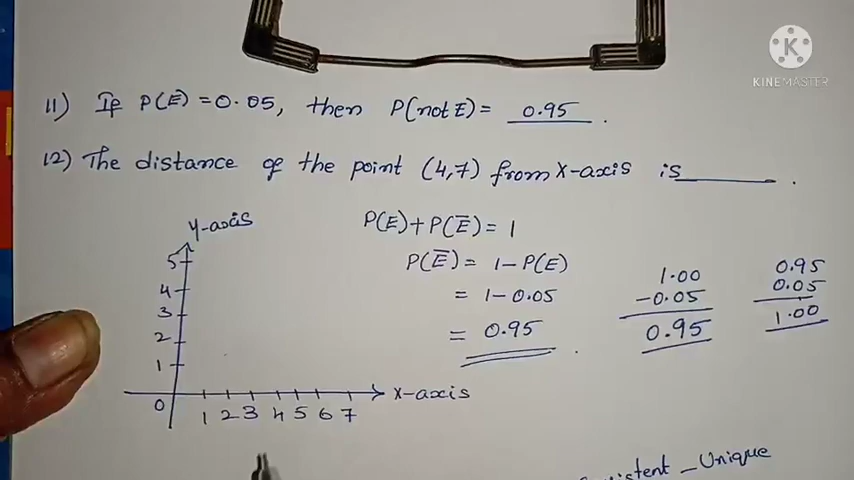 K
KINEMASTER
11) If P(E) = 0.05, then P(not E) = 0.95.
12) The distance of the point (4,7) from X-axis is ______.
Y-axis
5
4
3
2
1
0
1 2 3 4 5 6 7
X-axis
P(E) + P(E̅) = 1
P(E̅) = 1 - P(E)
= 1 - 0.05
= 0.95.
1.00
-0.05
0.95
0.95
0.05
1.00
- Unique